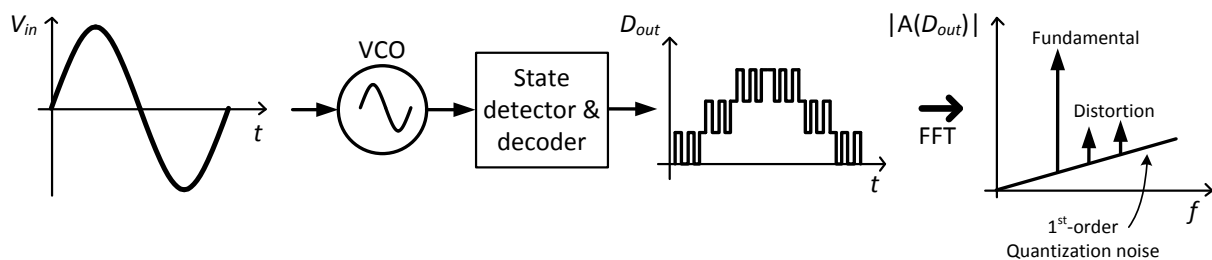 V_in
t
VCO
State
detector &
decoder
D_out
t
FFT
|A(D_out)|
Fundamental
Distortion
f
1st-order
Quantization noise